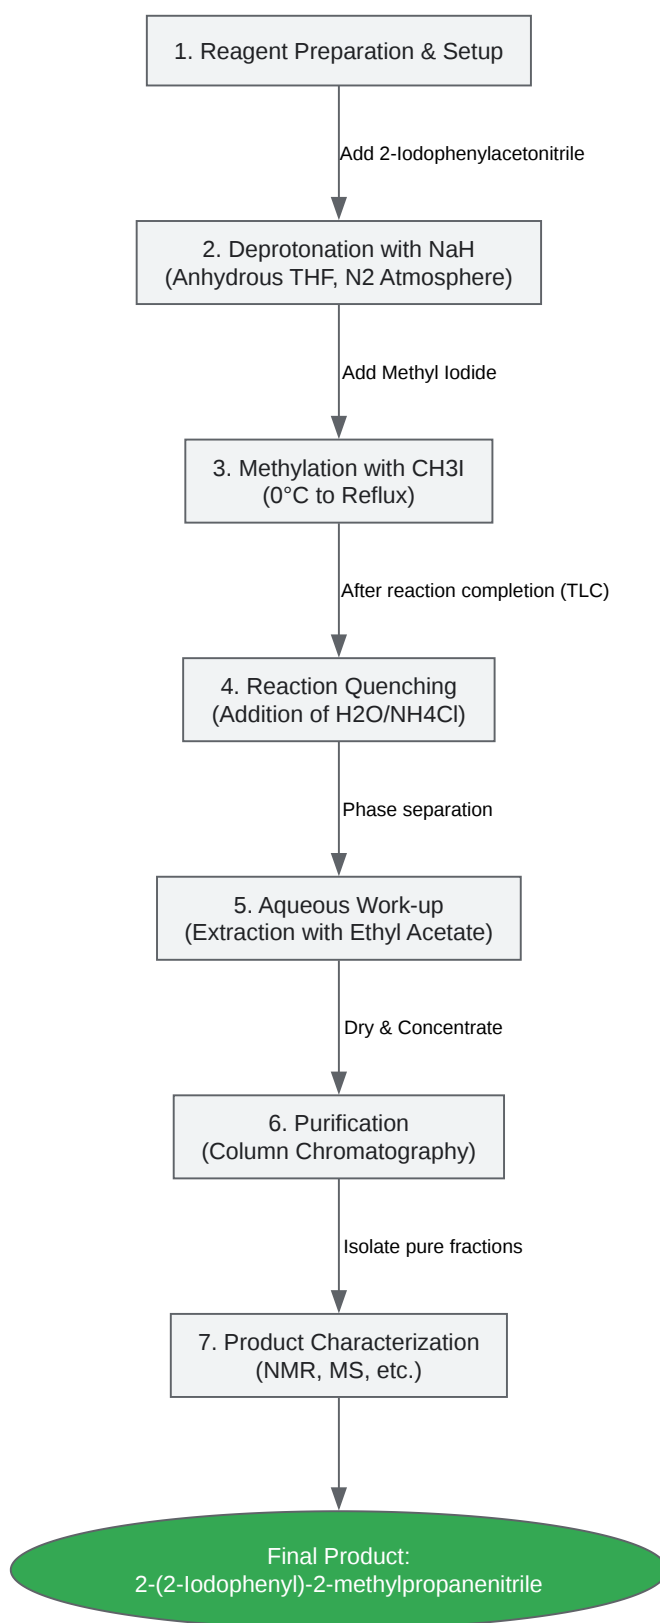 1. Reagent Preparation & Setup
Add 2-Iodophenylacetonitrile
2. Deprotonation with NaH
(Anhydrous THF, N2 Atmosphere)
Add Methyl Iodide
3. Methylation with CH3I
(0°C to Reflux)
After reaction completion (TLC)
4. Reaction Quenching
(Addition of H2O/NH4Cl)
Phase separation
5. Aqueous Work-up
(Extraction with Ethyl Acetate)
Dry & Concentrate
6. Purification
(Column Chromatography)
Isolate pure fractions
7. Product Characterization
(NMR, MS, etc.)
Final Product:
2-(2-Iodophenyl)-2-methylpropanenitrile